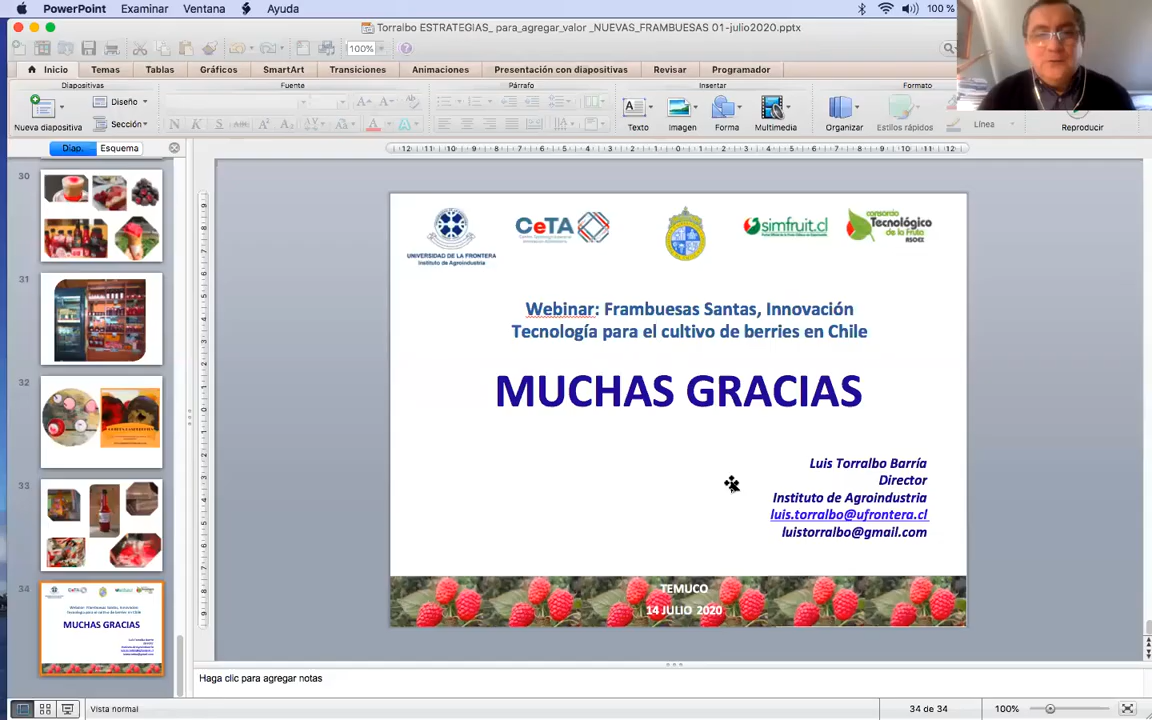 PowerPoint Examinar Ventana Ayuda 100 %
Torralbo ESTRATEGIAS_ para_agregar_valor _NUEVAS_FRAMBUESAS 01-julio2020.pptx
100%
Inicio Temas Tablas Gráficos SmartArt Transiciones Animaciones Presentación con diapositivas Revisar Programador
Diapositivas Fuente Párrafo Insertar Formato
Diseño
Sección
Nueva diapositiva
Texto Imagen Forma Multimedia Organizar Estilos rápidos Línea Reproducir
Diap. Esquema
30
31
32
33
34
MUCHAS GRACIAS
UNIVERSIDAD DE LA FRONTERA
Instituto de Agroindustria
CeTA
simfruit.cl
consorcio
Tecnológico
de la Fruta
Webinar: Frambuesas Santas, Innovación
Tecnología para el cultivo de berries en Chile
MUCHAS GRACIAS
Luis Torralbo Barría
Director
Instituto de Agroindustria
luis.torralbo@ufrontera.cl
luistorralbo@gmail.com
TEMUCO
14 JULIO 2020
Haga clic para agregar notas
Vista normal 34 de 34 100%